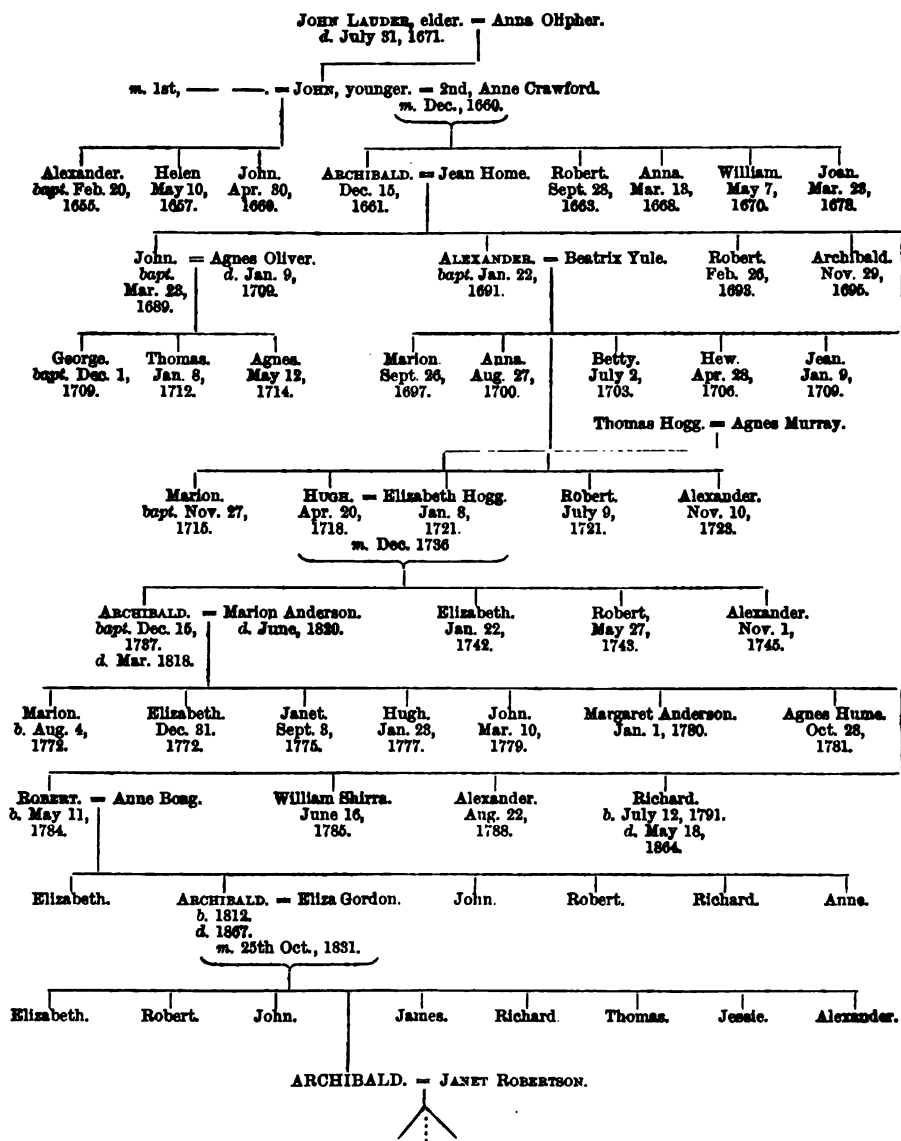 JOHN LAUDER, elder. = Anna Olipher.
d. July 31, 1671.
m. 1st, —— ——. = JOHN, younger. = 2nd, Anne Crawford.
m. Dec., 1660.
Alexander. Helen John. ARCHIBALD. = Jean Home. Robert. Anna. William. Joan.
bapt. Feb. 20, May 10, Apr. 30, Dec. 15, Sept. 28, Mar. 18, May 7, Mar. 23,
1655. 1657. 1660. 1661. 1663. 1668. 1670. 1678.
John. = Agnes Oliver. ALEXANDER. = Beatrix Yule. Robert. Archibald.
bapt. d. Jan. 9, bapt. Jan. 22, Feb. 26, Nov. 29,
Mar. 23, 1709. 1691. 1693. 1695.
1689.
George. Thomas. Agnes. Marion. Anna. Betty. Hew. Jean.
bapt. Dec. 1, Jan. 8, May 12, Sept. 26, Aug. 27, July 2, Apr. 28, Jan. 9,
1709. 1712. 1714. 1697. 1700. 1703. 1706. 1709.
Thomas Hogg. = Agnes Murray.
Marion. HUGH. = Elizabeth Hogg. Robert. Alexander.
bapt. Nov. 27, Apr. 20, Jan. 8, July 9, Nov. 10,
1715. 1718. 1721. 1721. 1723.
m. Dec. 1736
ARCHIBALD. = Marion Anderson. Elizabeth. Robert, Alexander.
bapt. Dec. 15, d. June, 1820. Jan. 22, May 27, Nov. 1,
1737. 1742. 1743. 1745.
d. Mar. 1818.
Marion. Elizabeth. Janet. Hugh. John. Margaret Anderson. Agnes Hume.
b. Aug. 4, Dec. 31. Sept. 3, Jan. 23, Mar. 10, Jan. 1, 1780. Oct. 28,
1772. 1772. 1775. 1777. 1779. 1781.
ROBERT. = Anne Boag. William Shirra. Alexander. Richard.
b. May 11, June 16, Aug. 22, b. July 12, 1791.
1784. 1785. 1788. d. May 18,
1864.
Elizabeth. ARCHIBALD. = Eliza Gordon. John. Robert. Richard. Anne.
b. 1812.
d. 1867.
m. 25th Oct., 1831.
Elizabeth. Robert. John. James. Richard Thomas. Jessie. Alexander.
ARCHIBALD. = JANET ROBERTSON.